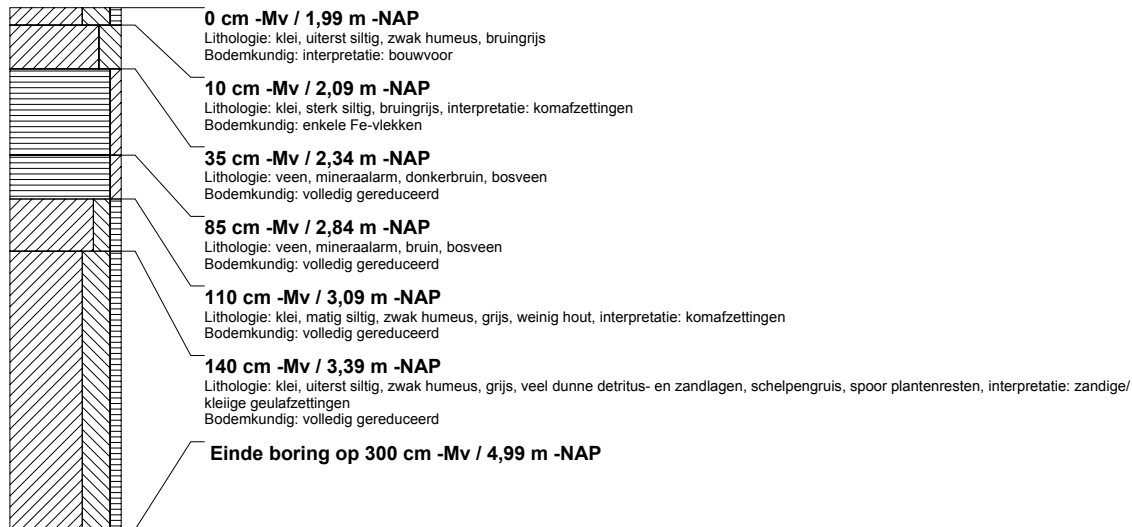 0 cm -Mv / 1,99 m -NAP
Lithologie: klei, uiterst siltig, zwak humeus, bruingrijs
Bodemkundig: interpretatie: bouwvoor
10 cm -Mv / 2,09 m -NAP
Lithologie: klei, sterk siltig, bruingrijs, interpretatie: komafzettingen
Bodemkundig: enkele Fe-vlekken
35 cm -Mv / 2,34 m -NAP
Lithologie: veen, mineraalarm, donkerbruin, bosveen
Bodemkundig: volledig gereduceerd
85 cm -Mv / 2,84 m -NAP
Lithologie: veen, mineraalarm, bruin, bosveen
Bodemkundig: volledig gereduceerd
110 cm -Mv / 3,09 m -NAP
Lithologie: klei, matig siltig, zwak humeus, grijs, weinig hout, interpretatie: komafzettingen
Bodemkundig: volledig gereduceerd
140 cm -Mv / 3,39 m -NAP
Lithologie: klei, uiterst siltig, zwak humeus, grijs, veel dunne detritus- en zandlagen, schelpengruis, spoor plantenresten, interpretatie: zandige/
kleiige geulafzettingen
Bodemkundig: volledig gereduceerd
Einde boring op 300 cm -Mv / 4,99 m -NAP